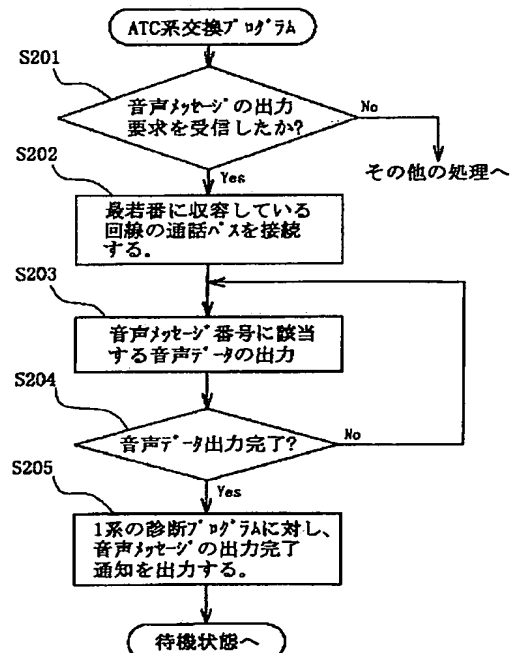 ATC系交換プログラム
S201
音声メッセージの出力
要求を受信したか?
No
その他の処理へ
S202
Yes
最若番に収容している
回線の通話パスを接続
する。
S203
音声メッセージ番号に該当
する音声データの出力
S204
音声データ出力完了?
No
S205
Yes
1系の診断プログラムに対し、
音声メッセージの出力完了
通知を出力する。
待機状態へ